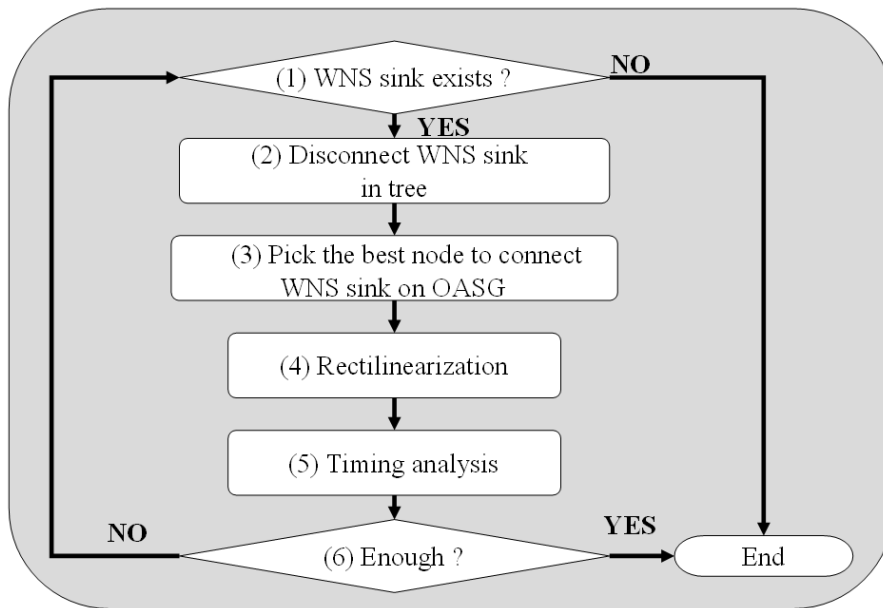 (1) WNS sink exists ?
NO
YES
(2) Disconnect WNS sink
in tree
(3) Pick the best node to connect
WNS sink on OASG
(4) Rectilinearization
(5) Timing analysis
NO
YES
(6) Enough ?
End